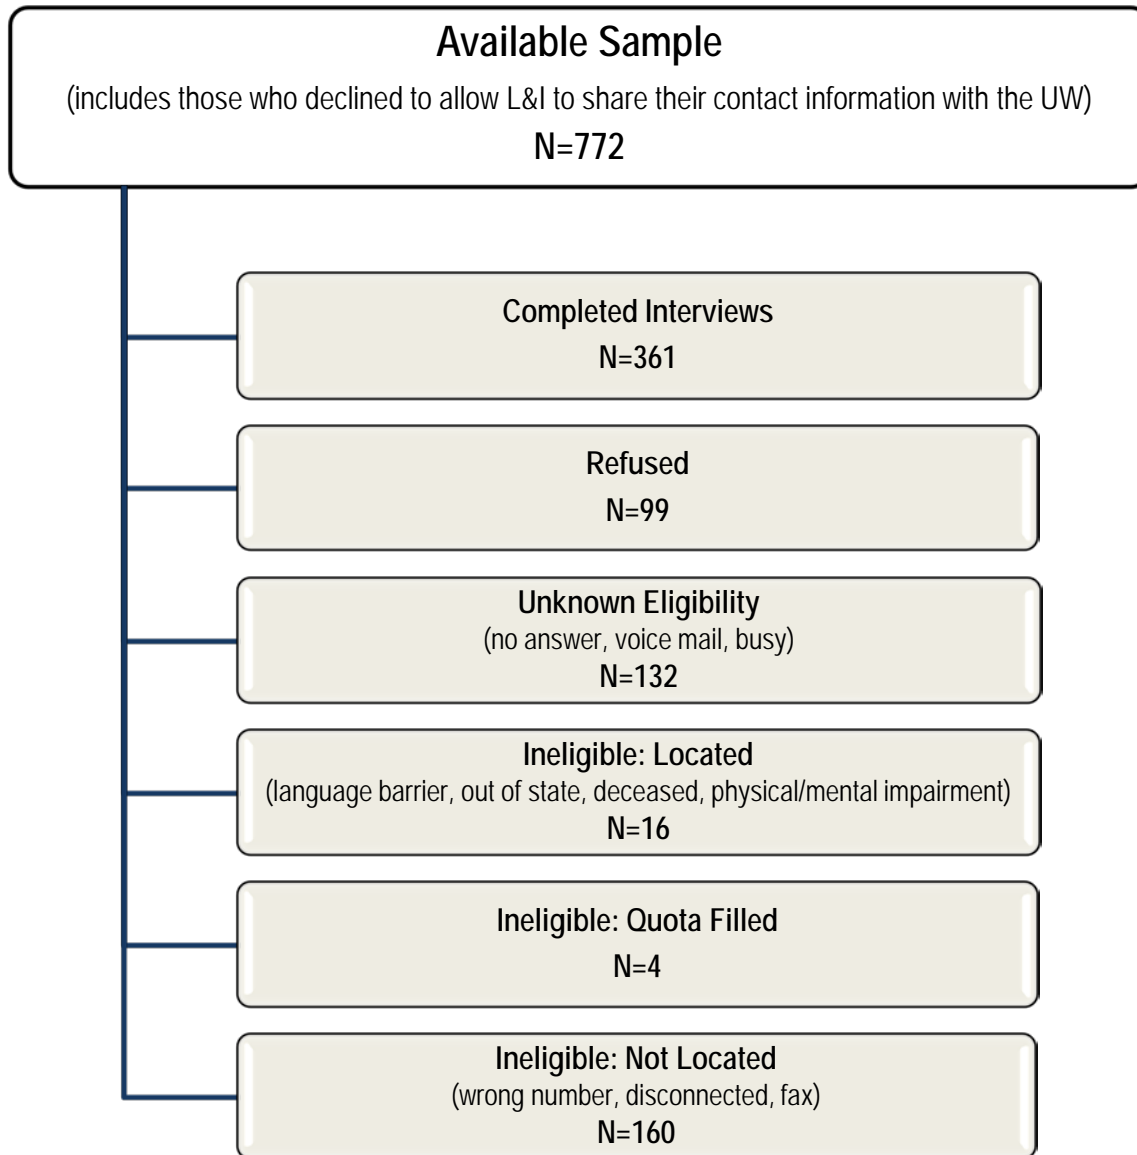 Available Sample
(includes those who declined to allow L&I to share their contact information with the UW)
N=772
Completed Interviews
N=361
Refused
N=99
Unknown Eligibility
(no answer, voice mail, busy)
N=132
Ineligible: Located
(language barrier, out of state, deceased, physical/mental impairment)
N=16
Ineligible: Quota Filled
N=4
Ineligible: Not Located
(wrong number, disconnected, fax)
N=160